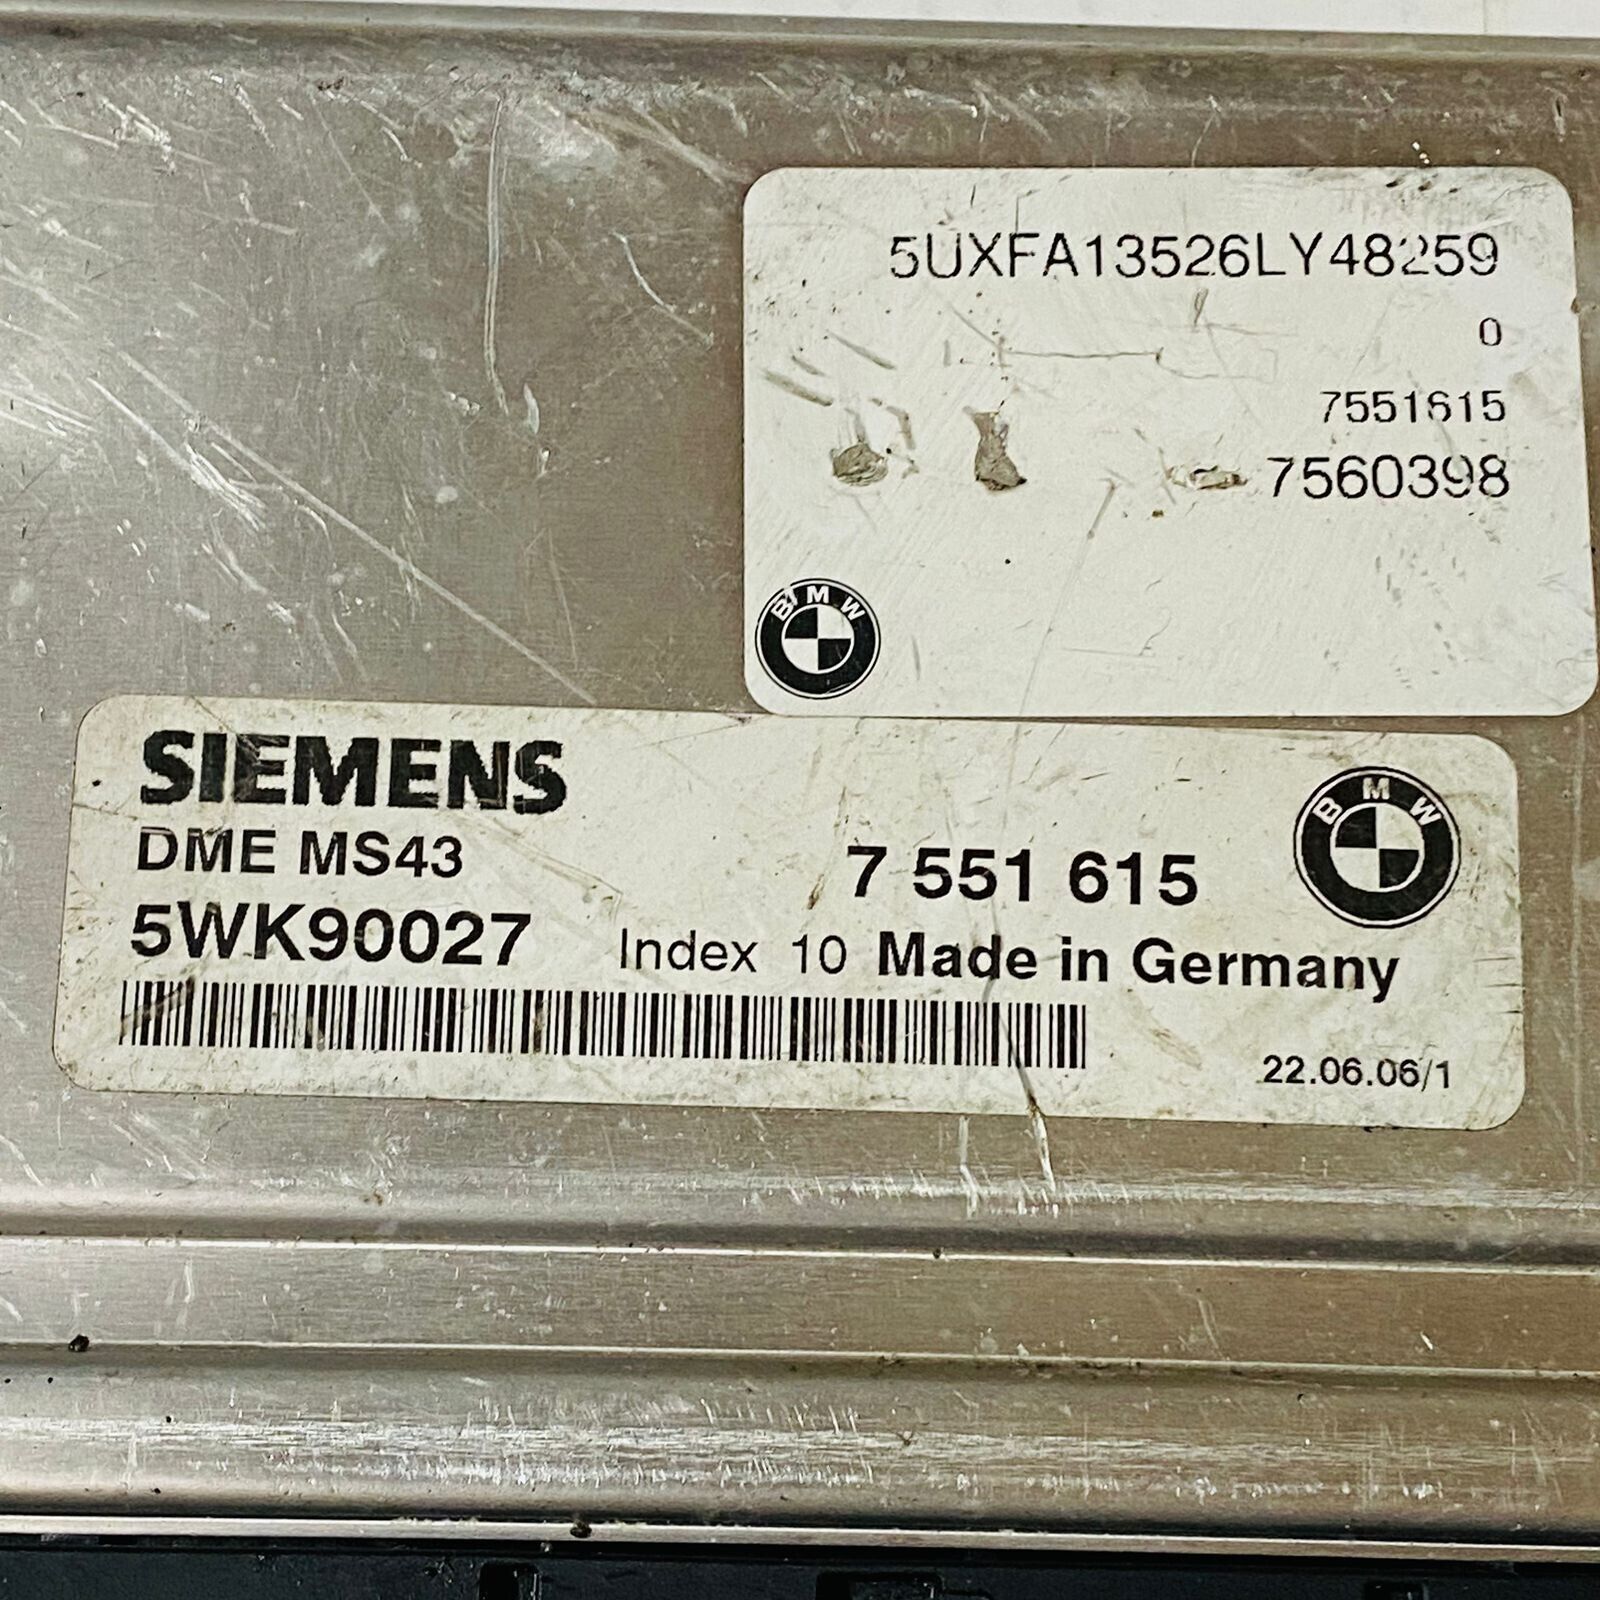 5UXFA13526LY48259
0
7551615
7560398
BMW
SIEMENS
DME MS43
7 551 615
BMW
5WK90027
Index 10 Made in Germany
22.06.06/1